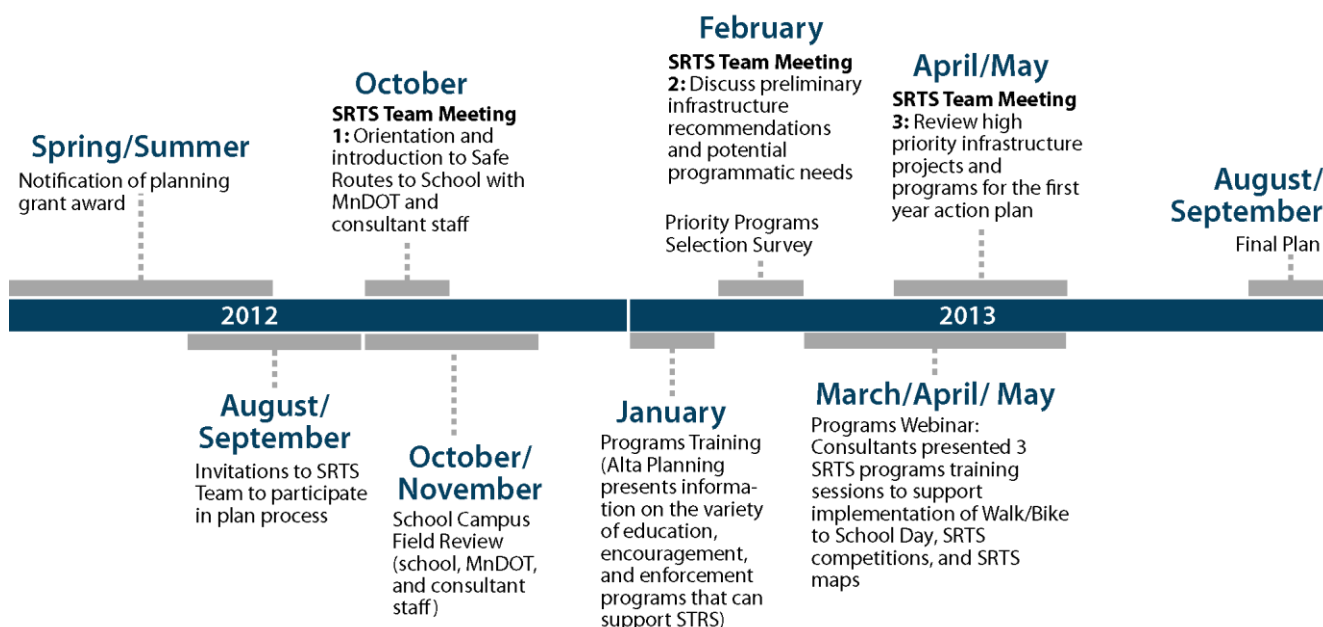 Spring/Summer
Notification of planning
grant award
October
SRTS Team Meeting
1: Orientation and
introduction to Safe
Routes to School with
MnDOT and
consultant staff
February
SRTS Team Meeting
2: Discuss preliminary
infrastructure
recommendations
and potential
programmatic needs
Priority Programs
Selection Survey
April/May
SRTS Team Meeting
3: Review high
priority infrastructure
projects and
programs for the first
year action plan
August/
September
Final Plan
2012
2013
August/
September
Invitations to SRTS
Team to participate
in plan process
October/
November
School Campus
Field Review
(school, MnDOT,
and consultant
staff)
January
Programs Training
(Alta Planning
presents informa-
tion on the variety
of education,
encouragement,
and enforcement
programs that can
support STRS)
March/April/ May
Programs Webinar:
Consultants presented 3
SRTS programs training
sessions to support
implementation of Walk/Bike
to School Day, SRTS
competitions, and SRTS
maps